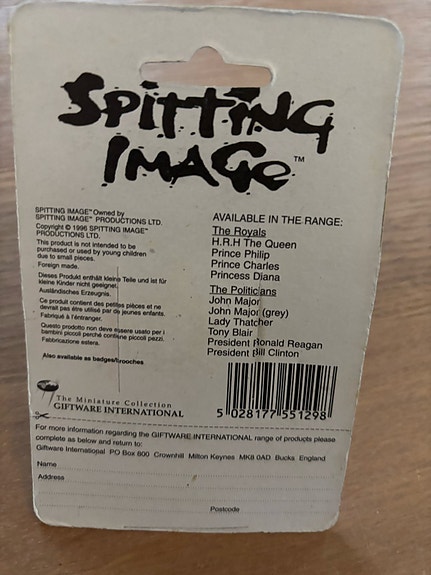 SPITTING
IMAGE™
SPITTING IMAGE™ Owned by
SPITTING IMAGE™ PRODUCTIONS LTD.
Copyright © 1996 SPITTING IMAGE™
PRODUCTIONS LTD.
This product is not intended to be
purchased or used by young children
due to small pieces.
Foreign made.
Dieses Produkt enthält kleine Teile und ist für
kleine Kinder nicht geeignet.
Ausländisches Erzeugnis.
Ce produit contient des petites pièces et ne
devrait pas être utilisé par de jeunes enfants.
Fabriqué à l'étranger.
Questo prodotto non deve essera usato per i
bambini piccoli perché contiene piccoli pezzi.
Fabbricazione estera.
Also available as badges/brooches
The Miniature Collection
GIFTWARE INTERNATIONAL
AVAILABLE IN THE RANGE:
The Royals
H.R.H The Queen
Prince Philip
Prince Charles
Princess Diana
The Politicians
John Major
John Major (grey)
Lady Thatcher
Tony Blair
President Ronald Reagan
President Bill Clinton
5 028177 551298
For more information regarding the GIFTWARE INTERNATIONAL range of products please
complete as below and return to:
Giftware International PO Box 800 Crownhill Milton Keynes MK8 0AD Bucks England
Name
Address
Postcode